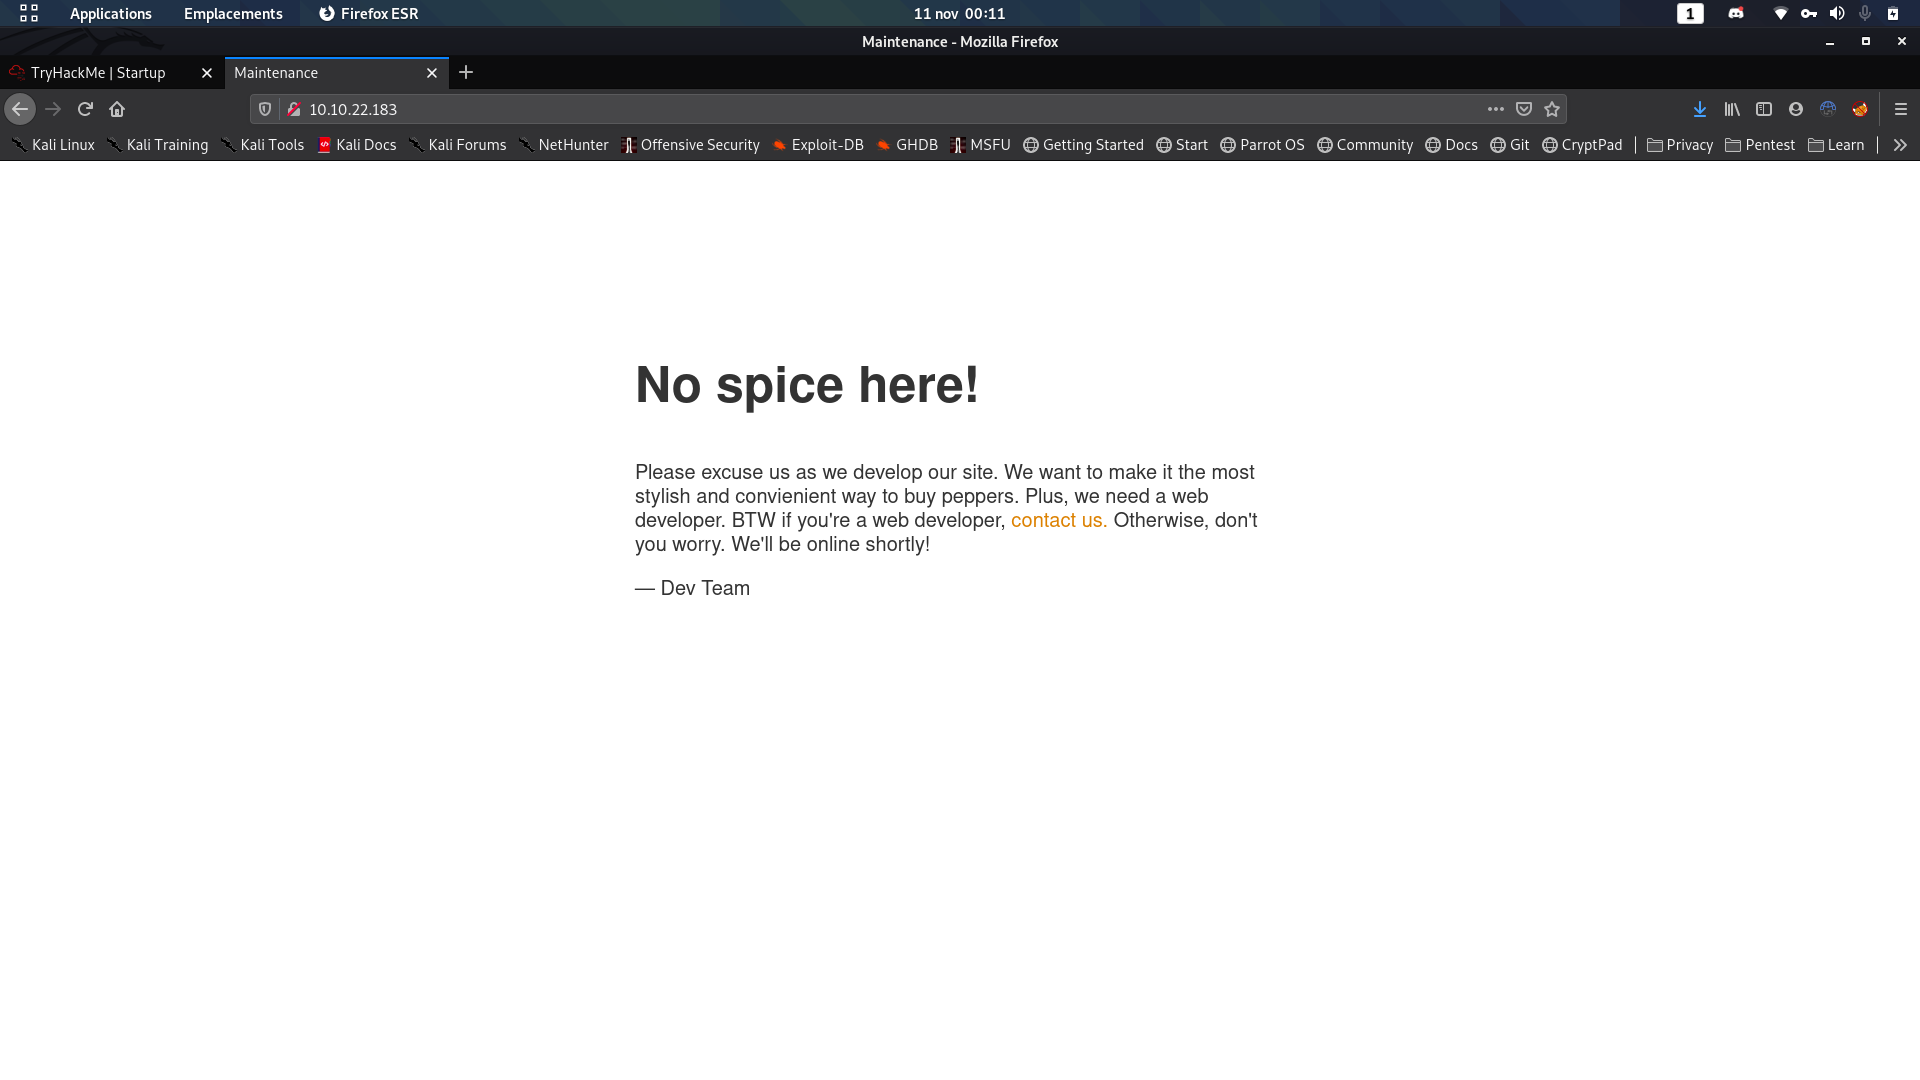 Applications Emplacements Firefox ESR 11 nov 00:11 1
Maintenance - Mozilla Firefox
TryHackMe | Startup Maintenance
10.10.22.183
Kali Linux Kali Training Kali Tools Kali Docs Kali Forums NetHunter Offensive Security Exploit-DB GHDB MSFU Getting Started Start Parrot OS Community Docs Git CryptPad Privacy Pentest Learn
No spice here!
Please excuse us as we develop our site. We want to make it the most
stylish and convienient way to buy peppers. Plus, we need a web
developer. BTW if you're a web developer, contact us. Otherwise, don't
you worry. We'll be online shortly!
— Dev Team